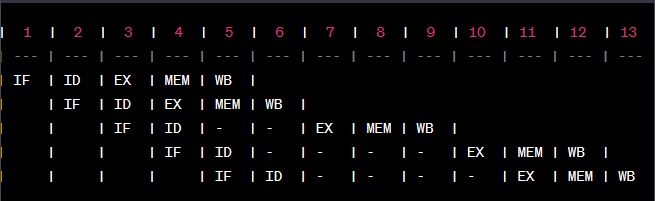 | 1 | 2 | 3 | 4 | 5 | 6 | 7 | 8 | 9 | 10 | 11 | 12 | 13
| --- | --- | --- | --- | --- | --- | --- | --- | --- | --- | --- | --- | ---
| IF | ID | EX | MEM | WB |
| | IF | ID | EX | MEM | WB |
| | | IF | ID | - | - | EX | MEM | WB |
| | | | IF | ID | - | - | - | - | EX | MEM | WB |
| | | | | IF | ID | - | - | - | - | EX | MEM | WB